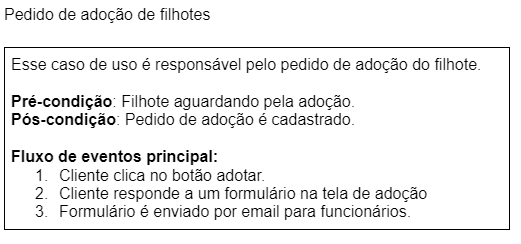 Pedido de adoção de filhotes
Esse caso de uso é responsável pelo pedido de adoção do filhote.
Pré-condição: Filhote aguardando pela adoção.
Pós-condição: Pedido de adoção é cadastrado.
Fluxo de eventos principal:
1. Cliente clica no botão adotar.
2. Cliente responde a um formulário na tela de adoção
3. Formulário é enviado por email para funcionários.